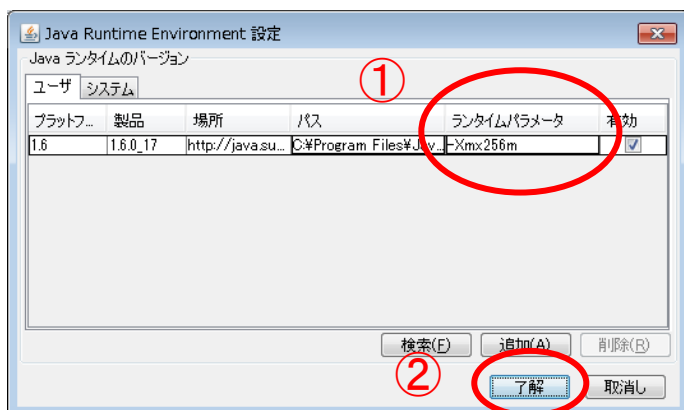 Java Runtime Environment 設定
Java ランタイムのバージョン
ユーザ システム
①
プラットフ... 製品 場所 パス ランタイムパラメータ 有効
1.6 1.6.0_17 http://java.su... C:¥Program Files¥Jav... -Xmx256m
検索(F) 追加(A) 削除(R)
②
了解 取消し